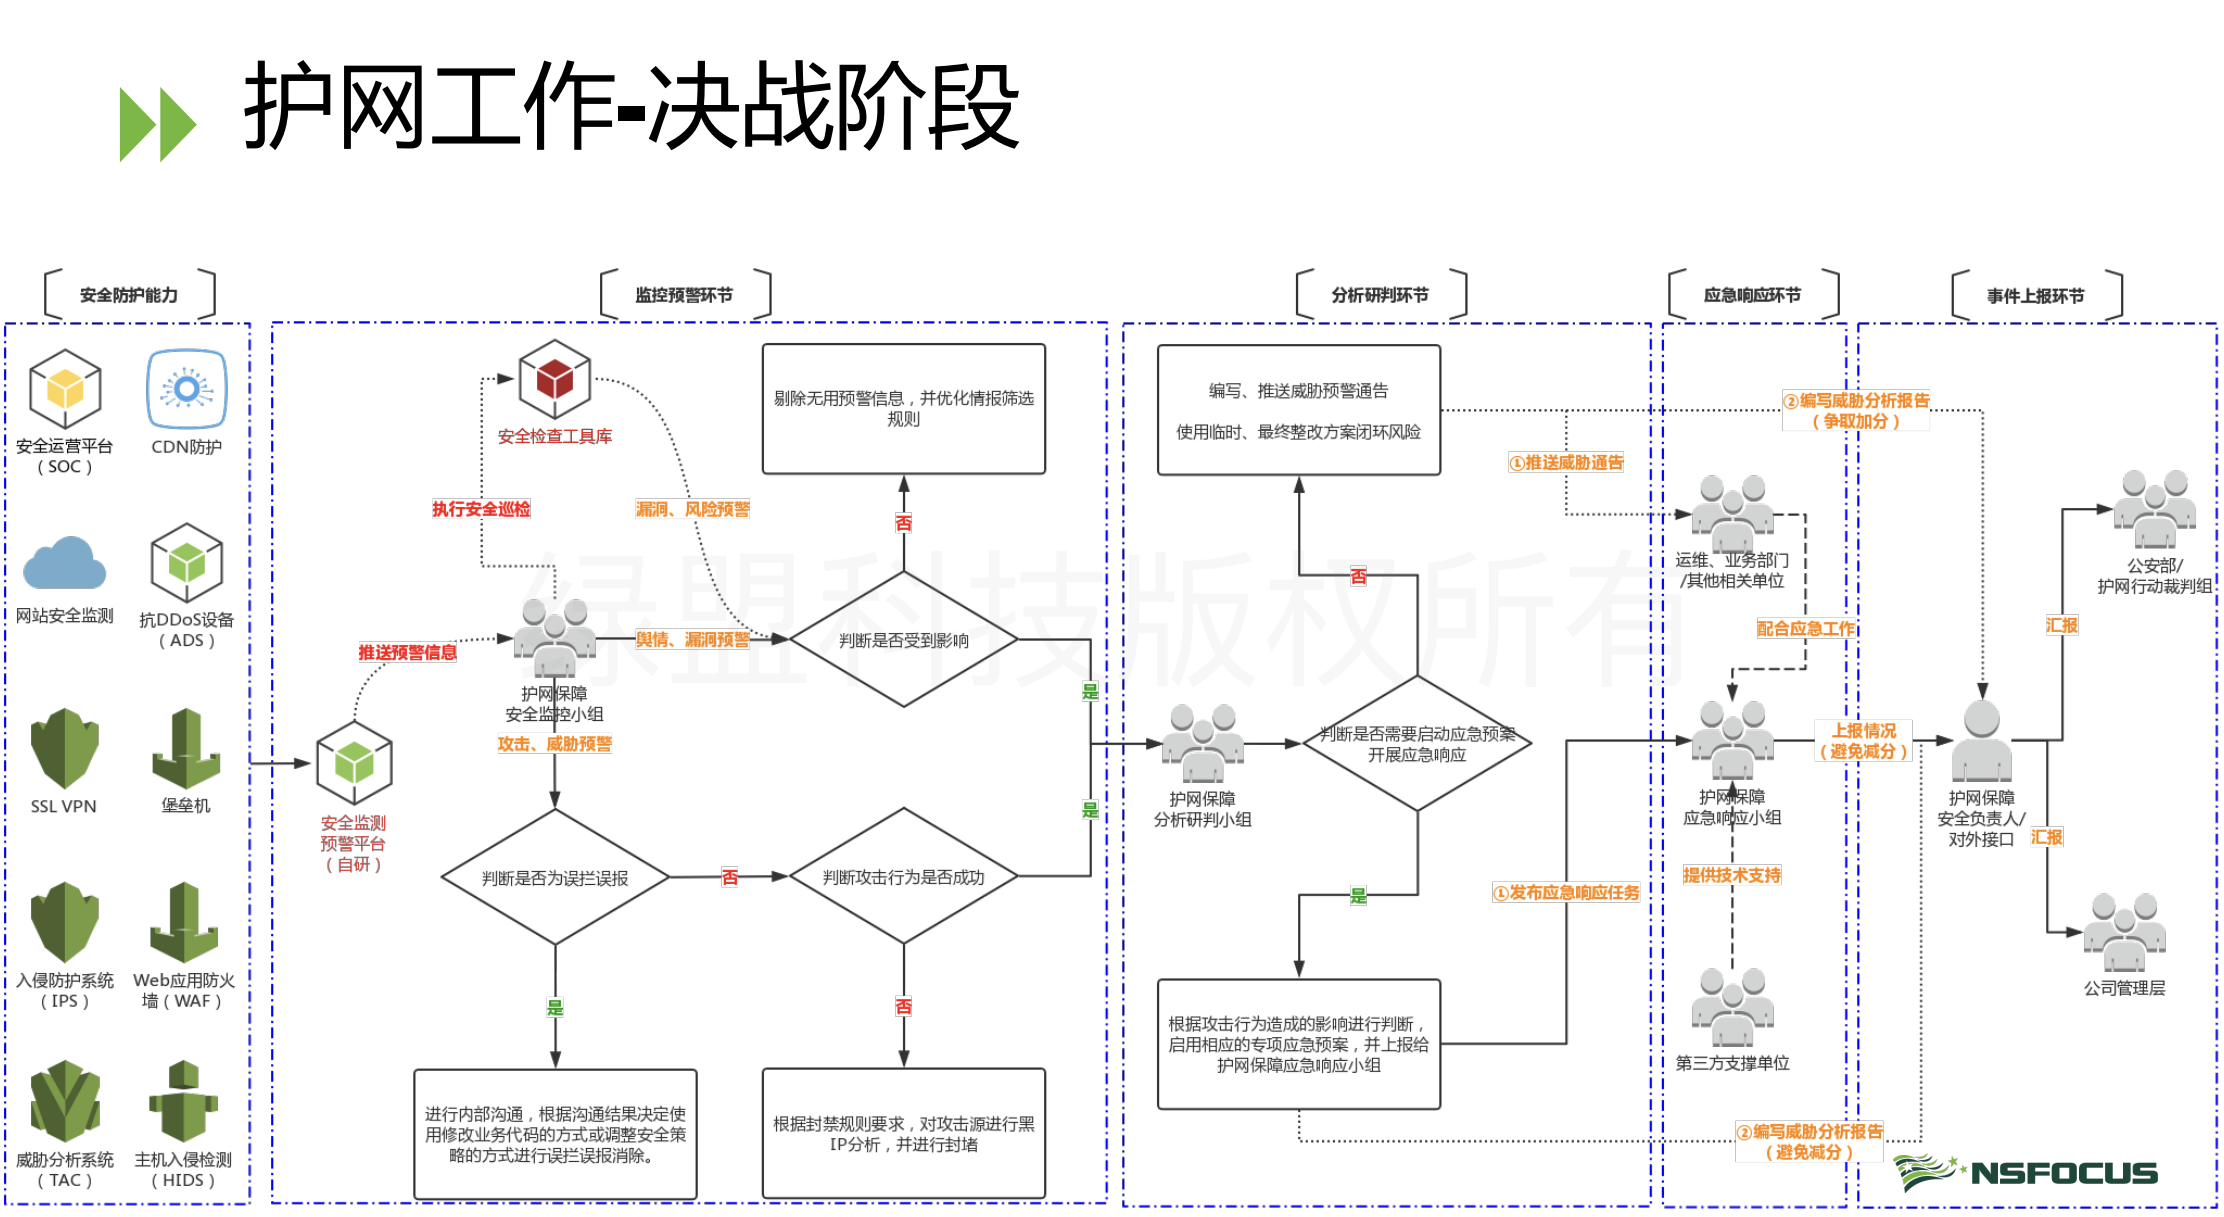 护网工作-决战阶段
安全防护能力
监控预警环节
分析研判环节
应急响应环节
事件上报环节
安全运营平台
（SOC）
CDN防护
网站安全监测
抗DDoS设备
（ADS）
SSL VPN
堡垒机
入侵防护系统
（IPS）
Web应用防火
墙（WAF）
威胁分析系统
（TAC）
主机入侵检测
（HIDS）
安全检查工具库
执行安全巡检
漏洞、风险预警
推送预警信息
舆情、漏洞预警
护网保障
安全监控小组
攻击、威胁预警
安全监测
预警平台
（自研）
剔除无用预警信息，并优化情报筛选
规则
否
判断是否受到影响
是
判断是否为误拦误报
否
判断攻击行为是否成功
是
是
否
进行内部沟通，根据沟通结果决定使
用修改业务代码的方式或调整安全策
略的方式进行误拦误报消除。
根据封禁规则要求，对攻击源进行黑
IP分析，并进行封堵
编写、推送威胁预警通告
使用临时、最终整改方案闭环风险
否
护网保障
分析研判小组
判断是否需要启动应急预案
开展应急响应
是
根据攻击行为造成的影响进行判断，
启用相应的专项应急预案，并上报给
护网保障应急响应小组
①推送威胁通告
②编写威胁分析报告
（争取加分）
运维、业务部门
/其他相关单位
配合应急工作
①发布应急响应任务
护网保障
应急响应小组
提供技术支持
第三方支撑单位
上报情况
（避免减分）
②编写威胁分析报告
（避免减分）
护网保障
安全负责人/
对外接口
汇报
公安部/
护网行动裁判组
汇报
公司管理层
绿盟科技版权所有
NSFOCUS